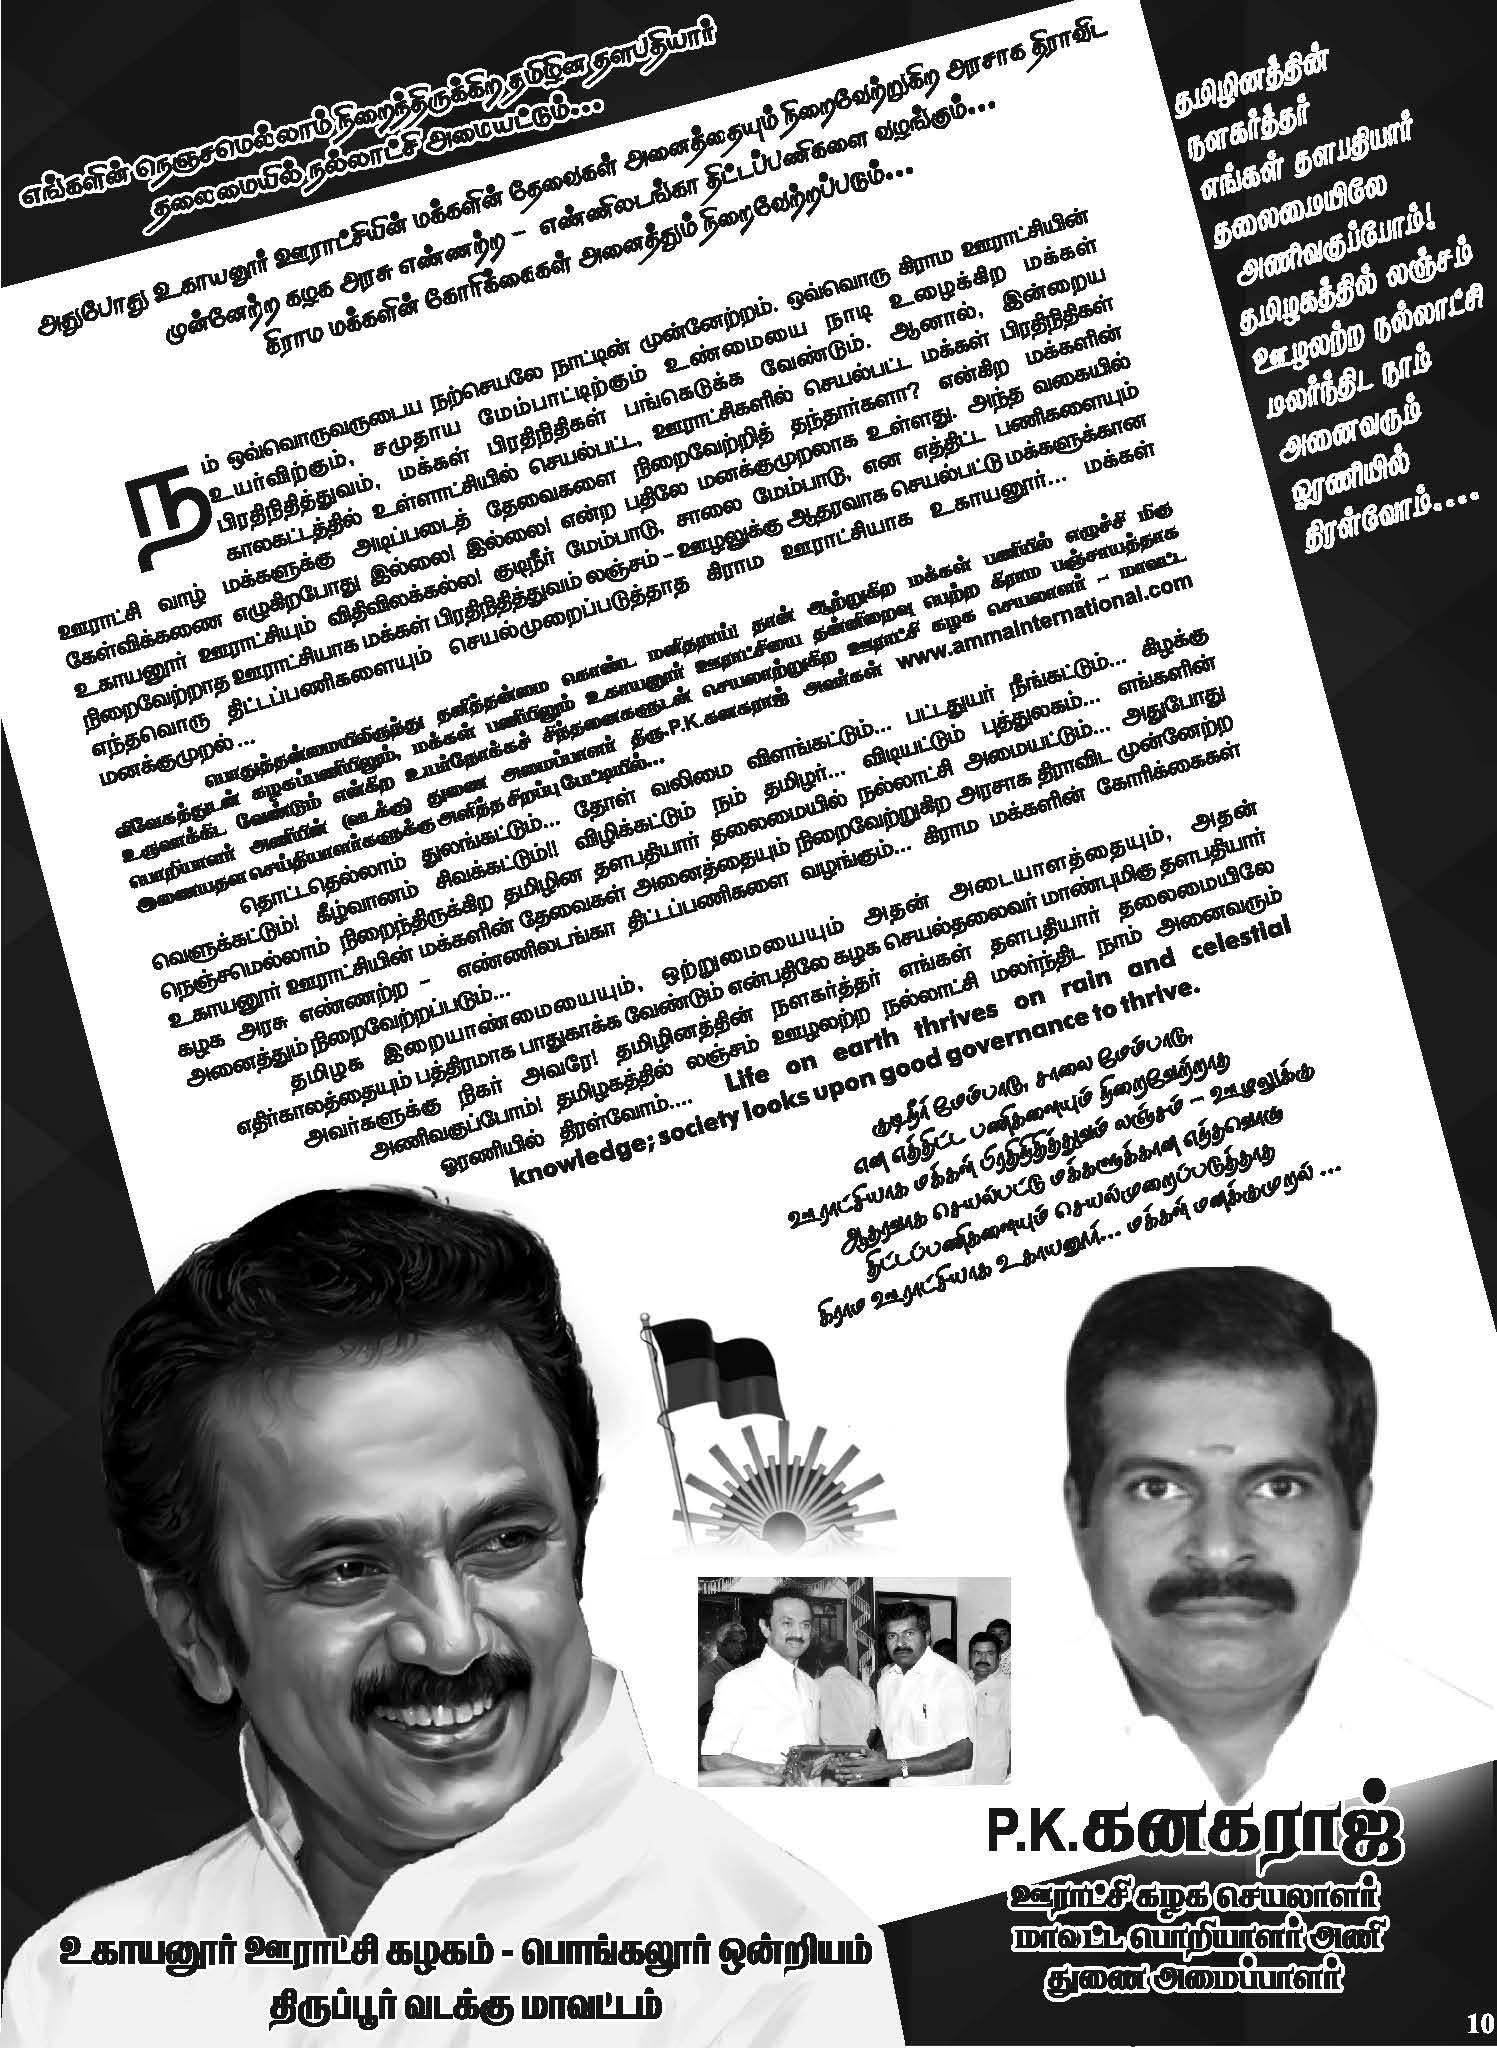 எங்களின் நெஞ்சமெல்லாம் நிறைந்திருக்கிற தமிழின தளபதியார்
தலைமையில் நல்லாட்சி அமையட்டும்...
அதுபோது உகாயனூர் ஊராட்சியின் மக்களின் தேவைகள் அனைத்தையும் நிறைவேற்றுகிற அரசாக திராவிட
முன்னேற்ற கழக அரசு எண்ணற்ற – எண்ணிலடங்கா திட்டப்பணிகளை வழங்கும்...
கிராம மக்களின் கோரிக்கைகள் அனைத்தும் நிறைவேற்றப்படும்...
தமிழினத்தின்
நளகர்த்தர்
எங்கள் தளபதியார்
தலைமையிலே
அணிவகுப்போம்!
தமிழகத்தில் லஞ்சம்
ஊழலற்ற நல்லாட்சி
மலர்ந்திட நாம்
அனைவரும்
ஓரணியில்
திரள்வோம்....
நம் ஒவ்வொருவருடைய நற்செயலே நாட்டின் முன்னேற்றம். ஒவ்வொரு கிராம ஊராட்சியின்
உயர்விற்கும், சமுதாய மேம்பாட்டிற்கும் உண்மையை நாடி உழைக்கிற மக்கள்
பிரதிநிதித்துவம், மக்கள் பிரதிநிதிகள் பங்கெடுக்க வேண்டும். ஆனால், இன்றைய
காலகட்டத்தில் உள்ளாட்சியில் செயல்பட்ட, ஊராட்சிகளில் செயல்பட்ட மக்கள் பிரதிநிதிகள்
ஊராட்சி வாழ் மக்களுக்கு அடிப்படைத் தேவைகளை நிறைவேற்றித் தந்தார்களா? என்கிற மக்களின்
கேள்விக்கணை எழுகிறபோது இல்லை! இல்லை! என்ற பதிலே மனக்குமுறலாக உள்ளது. அந்த வகையில்
உகாயனூர் ஊராட்சியும் விதிவிலக்கல்ல! குடிநீர் மேம்பாடு, சாலை மேம்பாடு, என எத்திட்ட பணிகளையும்
நிறைவேற்றாத ஊராட்சியாக மக்கள் பிரதிநிதித்துவம் லஞ்சம் – ஊழலுக்கு ஆதரவாக செயல்பட்டு மக்களுக்கான
எந்தவொரு திட்டப்பணிகளையும் செயல்முறைப்படுத்தாத கிராம ஊராட்சியாக உகாயனூர்... மக்கள்
மனக்குமுறல்...
பொதுத்தன்மையிலிருந்து தனித்தன்மை கொண்ட மனிதராய்! தான் ஆற்றுகிற மக்கள் பணியில் எழுச்சி மிகு
விவேகத்துடன் கழகப்பணியிலும், மக்கள் பணியிலும் உகாயனூர் ஊராட்சியை தன்னிறைவு பெற்ற கிராம பஞ்சாயத்தாக
உருவாக்கிட வேண்டும் என்கிற உயர்நோக்கச் சிந்தனைகளுடன் செயலாற்றுகிற ஊராட்சி கழக செயலாளர் – மாவட்ட
பொறியாளர் அணியின் (வடக்கு) துணை அமைப்பாளர் திரு.P.K.கனகராஜ் அவர்கள் www.ammainternational.com
இணையதள செய்தியாளர்களுக்கு அளித்த சிறப்பு பேட்டியில்...
தொட்டதெல்லாம் துலங்கட்டும்... தோள் வலிமை விளங்கட்டும்... பட்டதுயர் நீங்கட்டும்... கிழக்கு
வெளுக்கட்டும்! கீழ்வானம் சிவக்கட்டும்!! விழிக்கட்டும் நம் தமிழர்... விடியட்டும் புத்துலகம்... எங்களின்
நெஞ்சமெல்லாம் நிறைந்திருக்கிற தமிழின தளபதியார் தலைமையில் நல்லாட்சி அமையட்டும்... அதுபோது
உகாயனூர் ஊராட்சியின் மக்களின் தேவைகள் அனைத்தையும் நிறைவேற்றுகிற அரசாக திராவிட முன்னேற்ற
கழக அரசு எண்ணற்ற – எண்ணிலடங்கா திட்டப்பணிகளை வழங்கும்... கிராம மக்களின் கோரிக்கைகள்
அனைத்தும் நிறைவேற்றப்படும்...
தமிழக இறையாண்மையையும், ஒற்றுமையையும் அதன் அடையாளத்தையும், அதன்
எதிர்காலத்தையும் பத்திரமாக பாதுகாக்க வேண்டும் என்பதிலே கழக செயல்தலைவர் மாண்புமிகு தளபதியார்
அவர்களுக்கு நிகர் அவரே! தமிழினத்தின் நளகர்த்தர் எங்கள் தளபதியார் தலைமையிலே
அணிவகுப்போம்! தமிழகத்தில் லஞ்சம் ஊழலற்ற நல்லாட்சி மலர்ந்திட நாம் அனைவரும்
ஓரணியில் திரள்வோம்.... Life on earth thrives on rain and celestial
knowledge; society looks upon good governance to thrive.
குடிநீர் மேம்பாடு, சாலை மேம்பாடு,
என எத்திட்ட பணிகளையும் நிறைவேற்றாத
ஊராட்சியாக மக்கள் பிரதிநிதித்துவம் லஞ்சம் – ஊழலுக்கு
ஆதரவாக செயல்பட்டு மக்களுக்கான எந்தவொரு
திட்டப்பணிகளையும் செயல்முறைப்படுத்தாத
கிராம ஊராட்சியாக உகாயனூர்... மக்கள் மனக்குமுறல் ...
P.K.கனகராஜ்
ஊராட்சி கழக செயலாளர்
மாவட்ட பொறியாளர் அணி
துணை அமைப்பாளர்
உகாயனூர் ஊராட்சி கழகம் - பொங்கலூர் ஒன்றியம்
திருப்பூர் வடக்கு மாவட்டம்
10